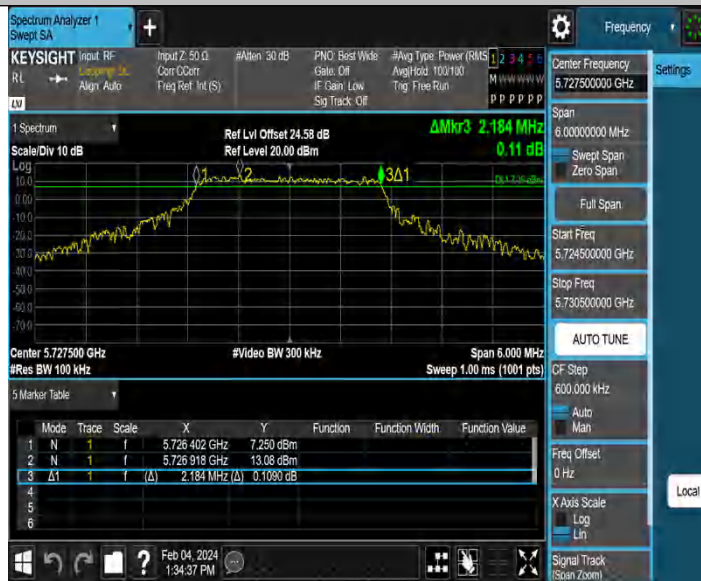 Spectrum Analyzer 1
Swept SA
Frequency
KEYSIGHT
Input: RF
Input Z: 50 Ω
#Atten: 30 dB
PNO: Best Wide
#Avg Type: Power (RMS
1 2 3 4 5 6
RL
Corr CCorr
Gate: Off
Avg|Hold: 100/100
M W W W W W
Align: Auto
Freq Ref: Int (S)
IF Gain: Low
Trig: Free Run
Sig Track: Off
P P P P P P
LXI
Center Frequency
5.727500000 GHz
Settings
Span
6.00000000 MHz
Swept Span
Zero Span
Full Span
Start Freq
5.724500000 GHz
Stop Freq
5.730500000 GHz
AUTO TUNE
CF Step
600.000 kHz
Auto
Man
Freq Offset
0 Hz
X Axis Scale
Log
Lin
Signal Track
(Span Zoom)
Local
1 Spectrum
Ref Lvl Offset 24.58 dB
ΔMkr3 2.184 MHz
Scale/Div 10 dB
Ref Level 20.00 dBm
0.11 dB
Log
1
2
3Δ1
10.0
0.00
-10.0
-20.0
-30.0
-40.0
-50.0
-60.0
-70.0
Center 5.727500 GHz
#Video BW 300 kHz
Span 6.000 MHz
#Res BW 100 kHz
Sweep 1.00 ms (1001 pts)
5 Marker Table
Mode Trace Scale X Y Function Function Width Function Value
1 N 1 f 5.726 402 GHz 7.250 dBm
2 N 1 f 5.726 918 GHz 13.08 dBm
3 Δ1 1 f (Δ) 2.184 MHz (Δ) 0.1090 dB
4
5
6
?
Feb 04, 2024
1:34:37 PM